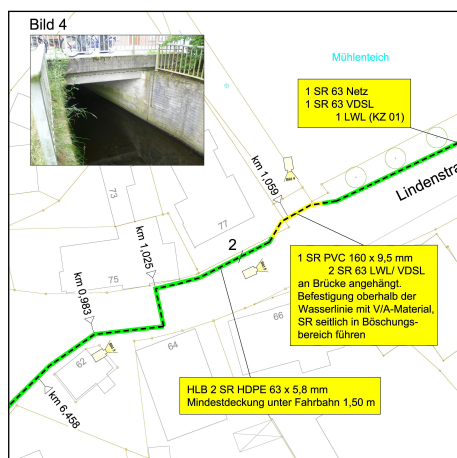 Bild 4
Mühlenteich
1 SR 63 Netz
1 SR 63 VDSL
1 LWL (KZ 01)
Lindenstra
km 1,059
73
77
2
km 1,025
75
1 SR PVC 160 x 9,5 mm
2 SR 63 LWL/ VDSL
an Brücke angehängt.
Befestigung oberhalb der
Wasserlinie mit V/A-Material,
SR seitlich in Böschungs-
bereich führen
km 0,983
66
64
62
HLB 2 SR HDPE 63 x 5,8 mm
Mindestdeckung unter Fahrbahn 1,50 m
km 6,458